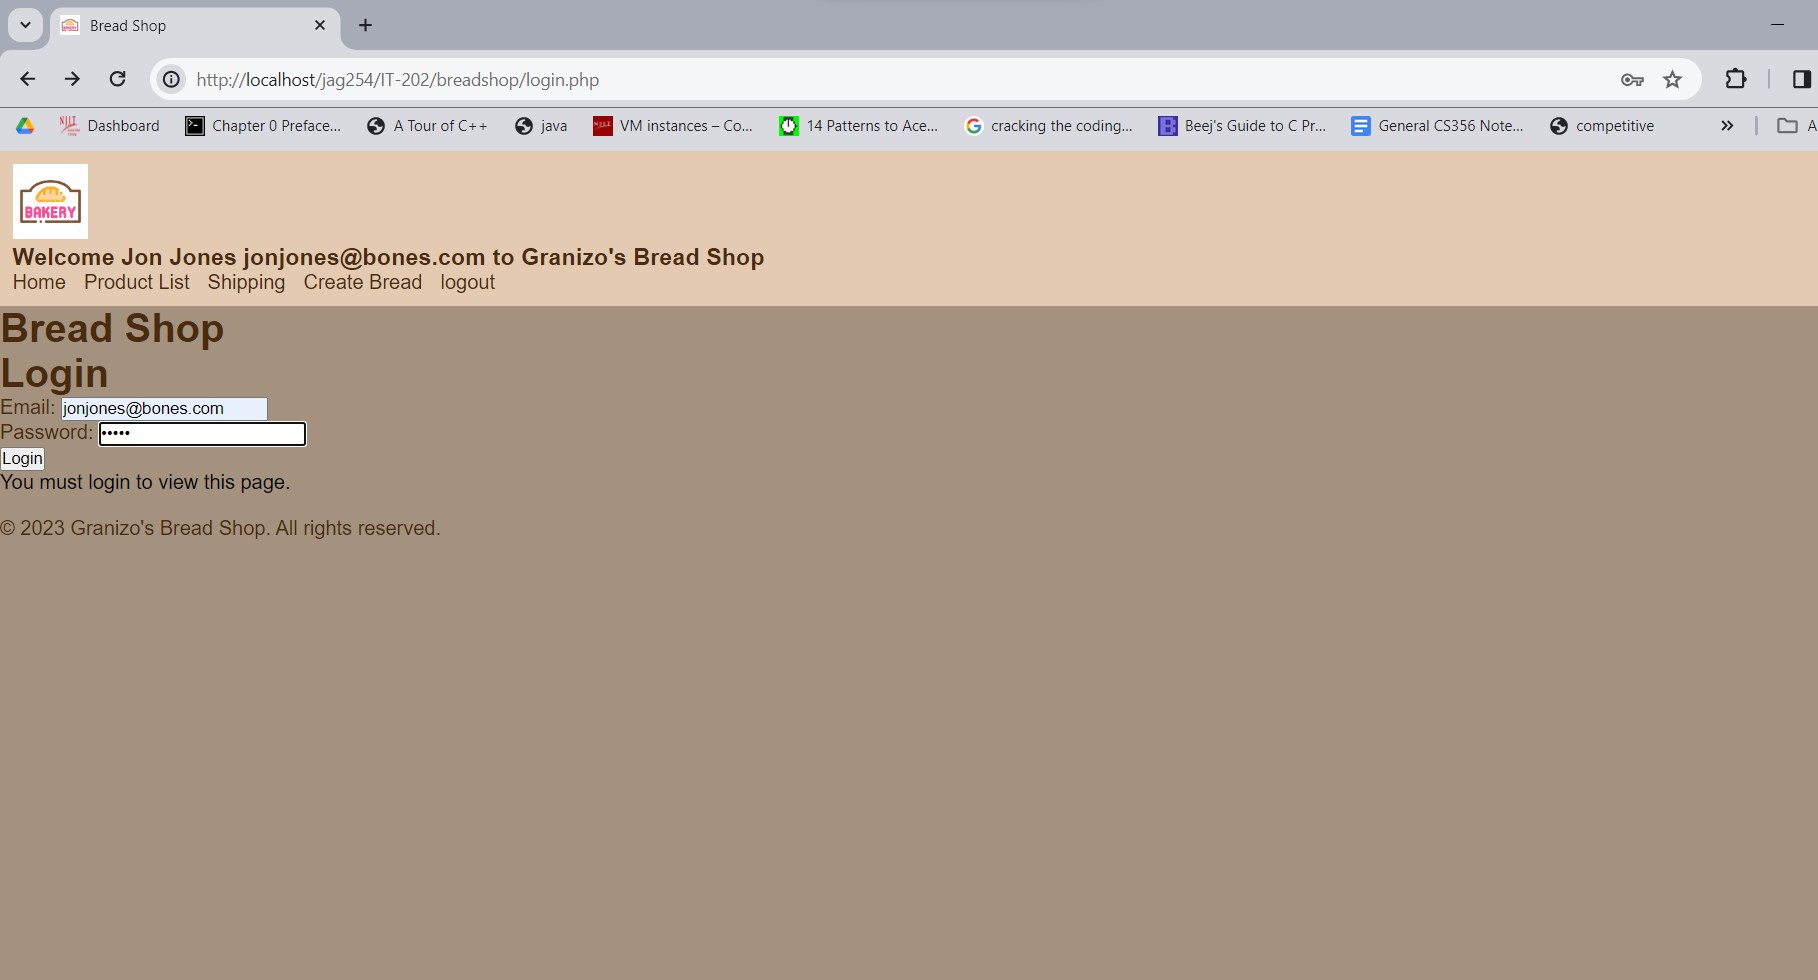 Bread Shop
http://localhost/jag254/IT-202/breadshop/login.php
Dashboard Chapter 0 Preface... A Tour of C++ java VM instances – Co... 14 Patterns to Ace... cracking the coding... Beej's Guide to C Pr... General CS356 Note... competitive » A
BAKERY
Welcome Jon Jones jonjones@bones.com to Granizo's Bread Shop
Home Product List Shipping Create Bread logout
Bread Shop
Login
Email: jonjones@bones.com
Password: •••••
Login
You must login to view this page.
© 2023 Granizo's Bread Shop. All rights reserved.